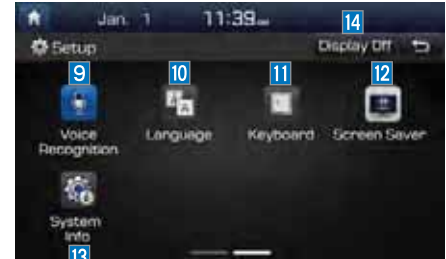 Jan. 1 11:39
14
Setup Display Off
9 10 11 12
Voice Recognition
Language
Keyboard
Screen Saver
System
Info
13